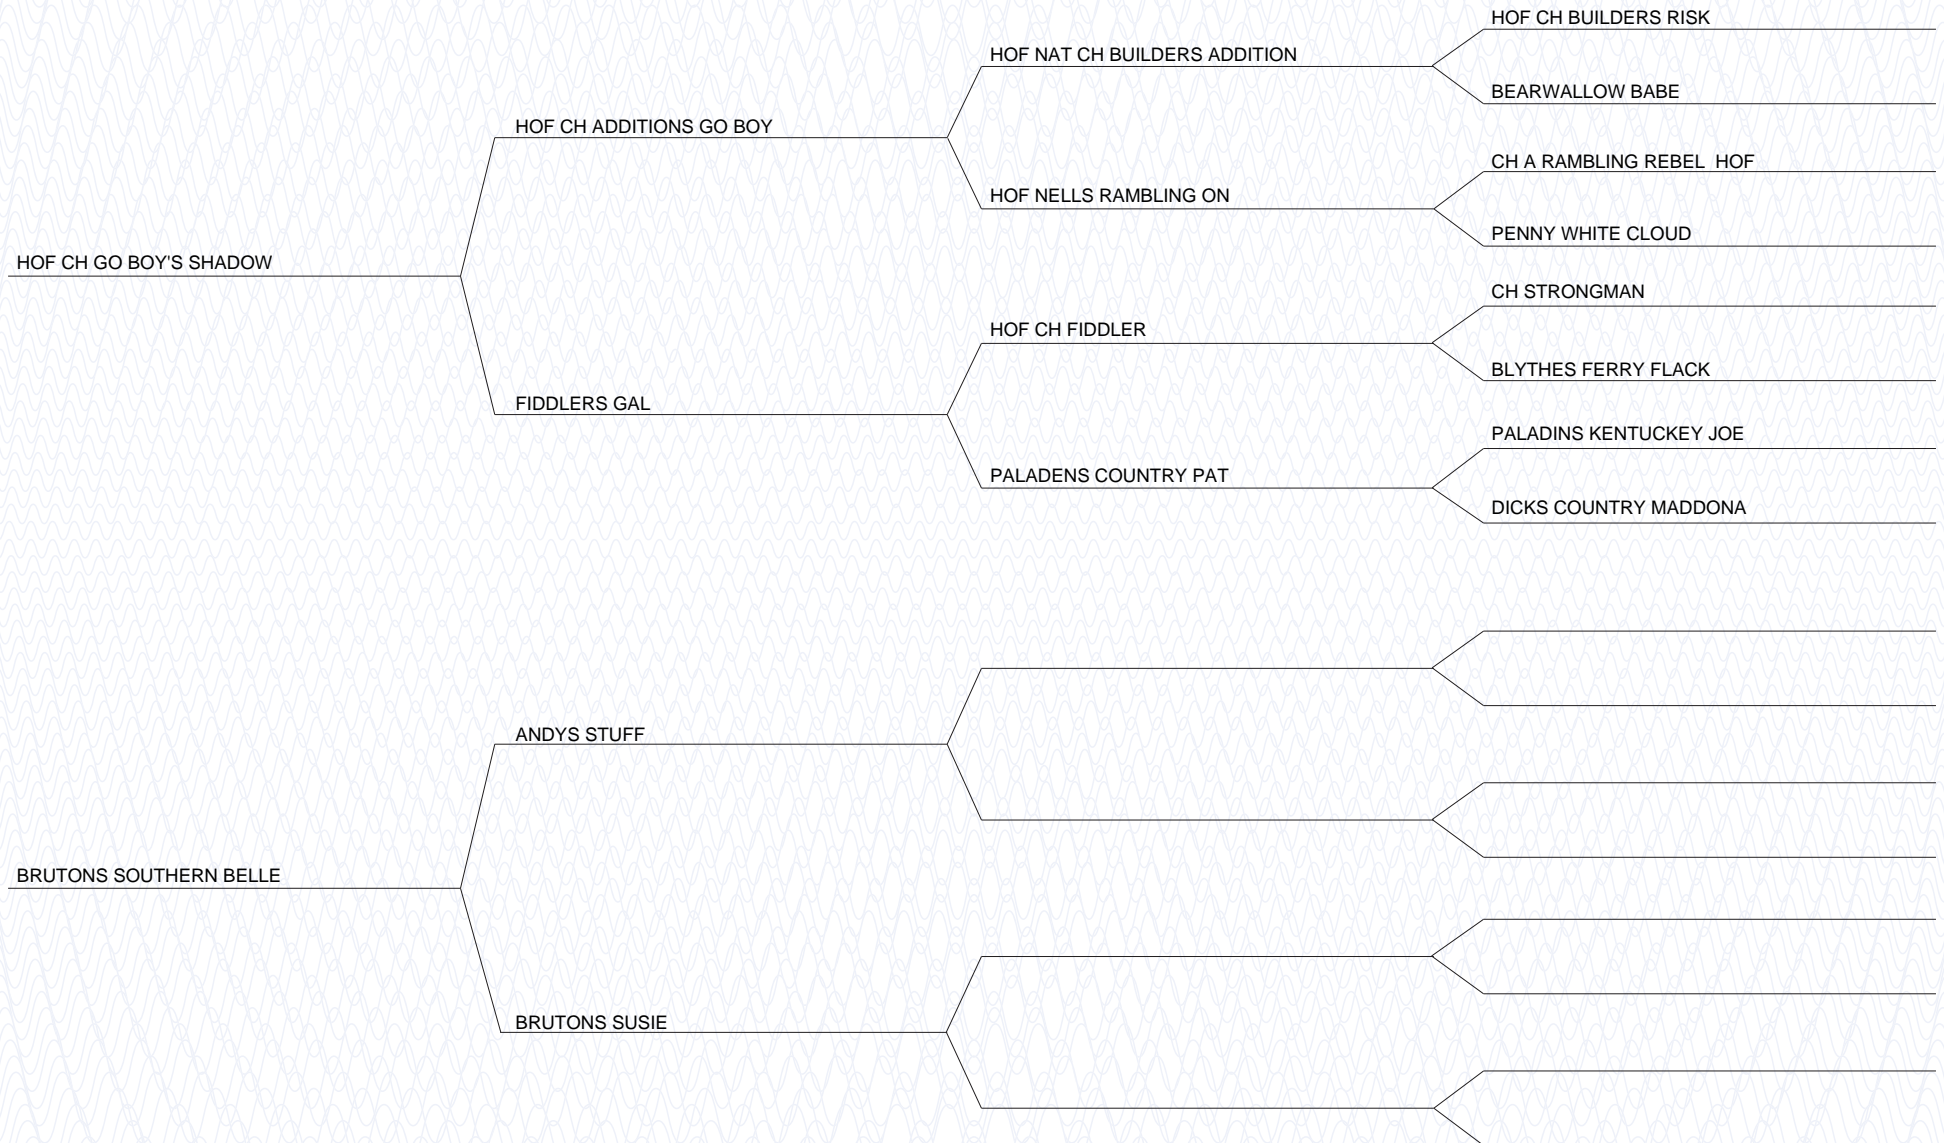 HOF CH BUILDERS RISK
HOF NAT CH BUILDERS ADDITION
BEARWALLOW BABE
HOF CH ADDITIONS GO BOY
CH A RAMBLING REBEL  HOF
HOF NELLS RAMBLING ON
PENNY WHITE CLOUD
HOF CH GO BOY'S SHADOW
CH STRONGMAN
HOF CH FIDDLER
BLYTHES FERRY FLACK
FIDDLERS GAL
PALADINS KENTUCKEY JOE
PALADENS COUNTRY PAT
DICKS COUNTRY MADDONA
ANDYS STUFF
BRUTONS SOUTHERN BELLE
BRUTONS SUSIE